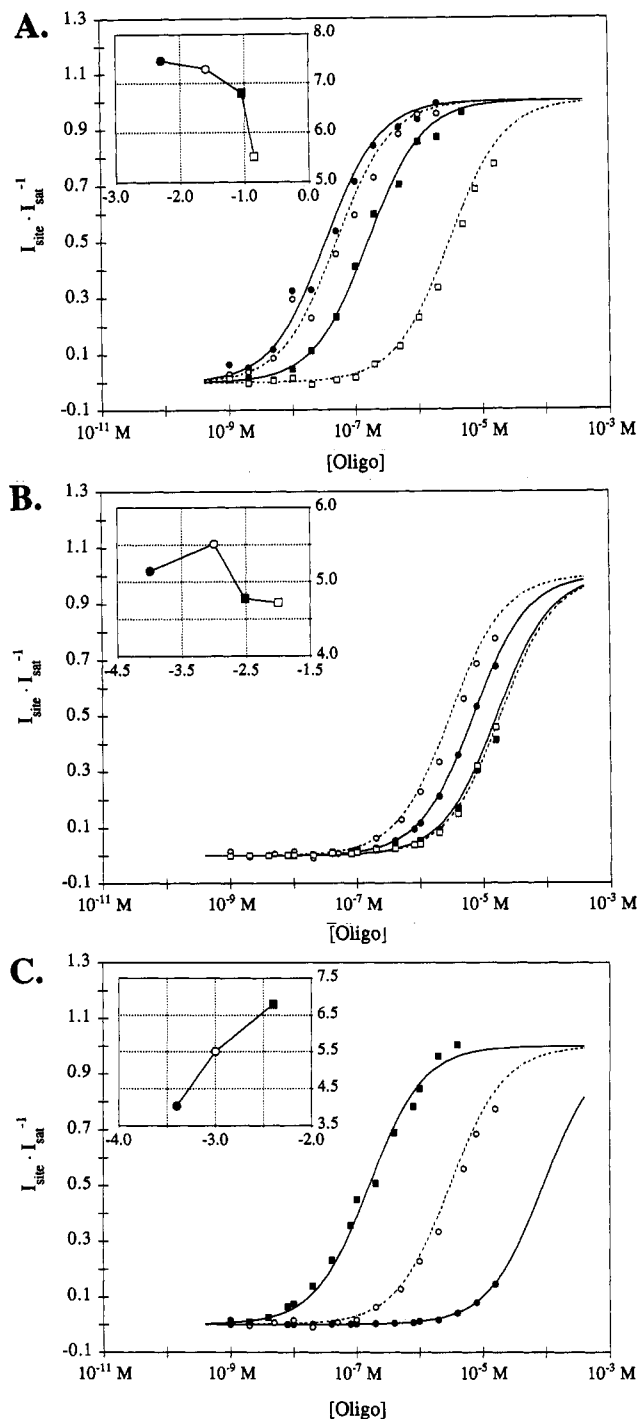 A.
1.3
1.1
0.9
0.7
0.5
0.3
0.1
-0.1
I_site · I_sat^-1
8.0
7.0
6.0
5.0
-3.0 -2.0 -1.0 0.0
10^-11 M 10^-9 M 10^-7 M 10^-5 M 10^-3 M
[Oligo]
B.
1.3
1.1
0.9
0.7
0.5
0.3
0.1
-0.1
I_site · I_sat^-1
6.0
5.0
4.0
-4.5 -3.5 -2.5 -1.5
10^-11 M 10^-9 M 10^-7 M 10^-5 M 10^-3 M
[Oligo]
C.
1.3
1.1
0.9
0.7
0.5
0.3
0.1
-0.1
I_site · I_sat^-1
7.5
6.5
5.5
4.5
3.5
-4.0 -3.0 -2.0
10^-11 M 10^-9 M 10^-7 M 10^-5 M 10^-3 M
[Oligo]